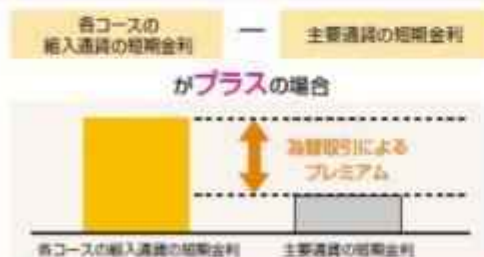 各コースの
組入通貨の短期金利
ー
主要通貨の短期金利
がプラスの場合
為替取引による
プレミアム
各コースの組入通貨の短期金利
主要通貨の短期金利